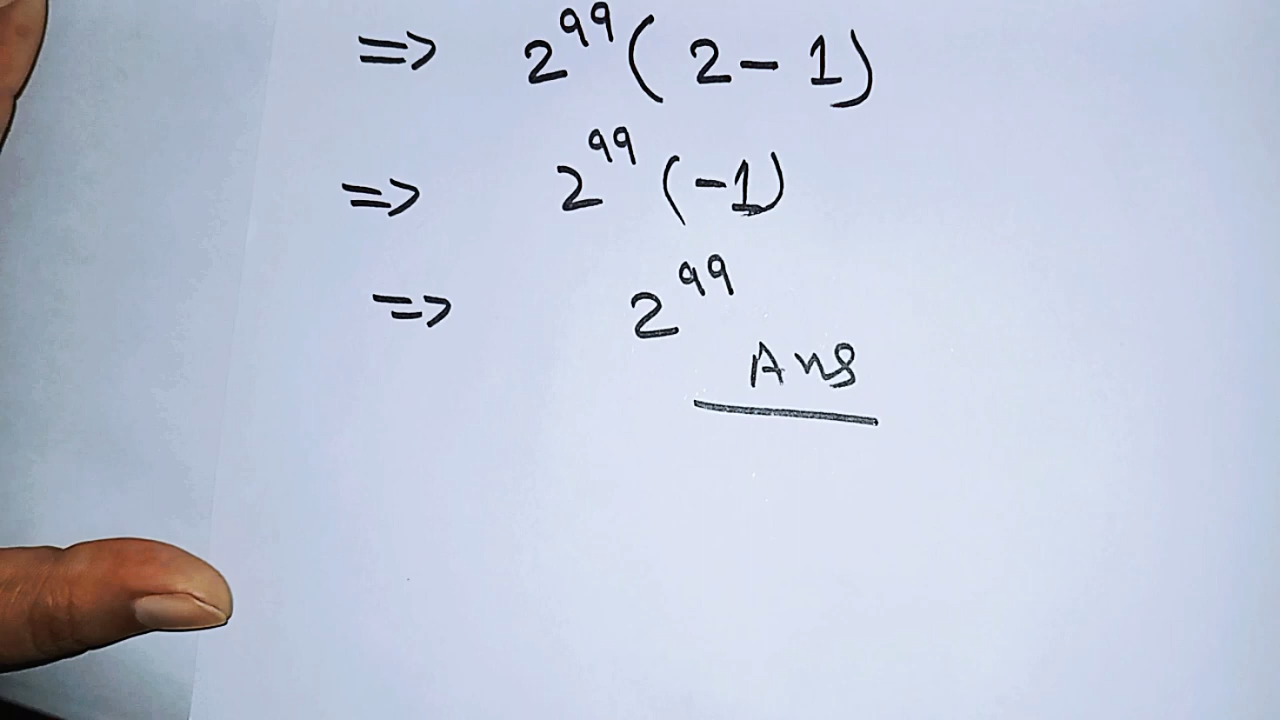 => 2^99 ( 2 - 1)
=> 2^99 (-1)
=> 2^99
Ans